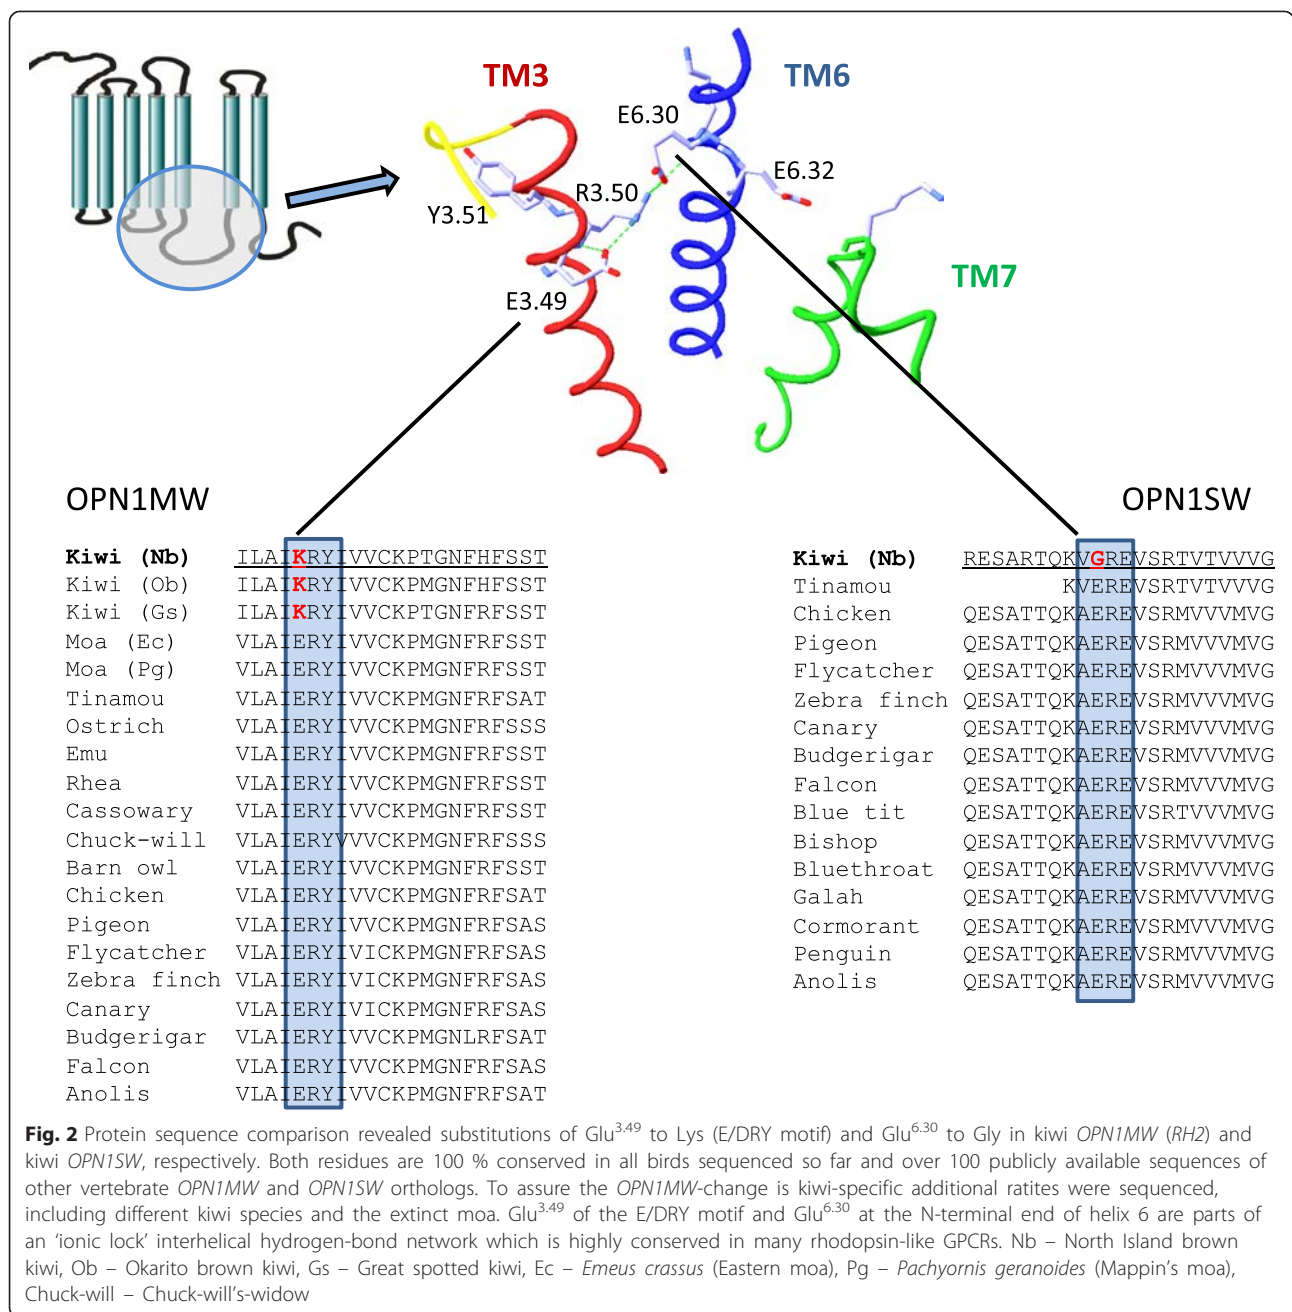 TM3
TM6
E6.30
E6.32
R3.50
Y3.51
TM7
E3.49
OPN1MW
Kiwi (Nb) ILAIKRYIVVCKPTGNFHFSST
Kiwi (Ob) ILAIKRYIVVCKPMGNFHFSST
Kiwi (Gs) ILAIKRYIVVCKPTGNFHFSST
Moa (Ec) VLAIERYIVVCKPMGNFRFSST
Moa (Pg) VLAIERYIVVCKPMGNFRFSST
Tinamou VLAIERYIVVCKPMGNFRFSAT
Ostrich VLAIERYIVVCKPMGNFRFSSS
Emu VLAIERYIVVCKPMGNFRFSST
Rhea VLAIERYIVVCKPMGNFRFSST
Cassowary VLAIERYIVVCKPMGNFRFSST
Chuck-will VLAIERYVVVCKPMGNFRFSSS
Barn owl VLAIERYIVVCKPMGNFRFSST
Chicken VLAIERYIVVCKPMGNFRFSAT
Pigeon VLAIERYIVVCKPMGNFRFSAS
Flycatcher VLAIERYIVICKPMGNFRFSAS
Zebra finch VLAIERYIVICKPMGNFRFSAS
Canary VLAIERYIVICKPMGNFRFSAS
Budgerigar VLAIERYIVVCKPMGNLRFSAT
Falcon VLAIERYIVVCKPMGNFRFSAS
Anolis VLAIERYIVVCKPMGNFRFSAT
OPN1SW
Kiwi (Nb) RESARTQKVGREVSRTVTVVVG
Tinamou KVEREVSRTVTVVVG
Chicken QESATTQKAEREVSRMVVVMVG
Pigeon QESATTQKAEREVSRMVVVMVG
Flycatcher QESATTQKAEREVSRMVVVMVG
Zebra finch QESATTQKAEREVSRMVVVMVG
Canary QESATTQKAEREVSRMVVVMVG
Budgerigar QESATTQKAEREVSRMVVVMVG
Falcon QESATTQKAEREVSRMVVVMVG
Blue tit QESATTQKAEREVSRTVVVMVG
Bishop QESATTQKAEREVSRMVVVMVG
Bluethroat QESATTQKAEREVSRMVVVMVG
Galah QESATTQKAEREVSRMVVVMVG
Cormorant QESATTQKAEREVSRMVVVMVG
Penguin QESATTQKAEREVSRMVVVMVG
Anolis QESATTQKAEREVSRMVVVMVG
Fig. 2 Protein sequence comparison revealed substitutions of Glu3.49 to Lys (E/DRY motif) and Glu6.30 to Gly in kiwi OPN1MW (RH2) and
kiwi OPN1SW, respectively. Both residues are 100 % conserved in all birds sequenced so far and over 100 publicly available sequences of
other vertebrate OPN1MW and OPN1SW orthologs. To assure the OPN1MW-change is kiwi-specific additional ratites were sequenced,
including different kiwi species and the extinct moa. Glu3.49 of the E/DRY motif and Glu6.30 at the N-terminal end of helix 6 are parts of
an ‘ionic lock’ interhelical hydrogen-bond network which is highly conserved in many rhodopsin-like GPCRs. Nb – North Island brown
kiwi, Ob – Okarito brown kiwi, Gs – Great spotted kiwi, Ec – Emeus crassus (Eastern moa), Pg – Pachyornis geranoides (Mappin’s moa),
Chuck-will – Chuck-will’s-widow